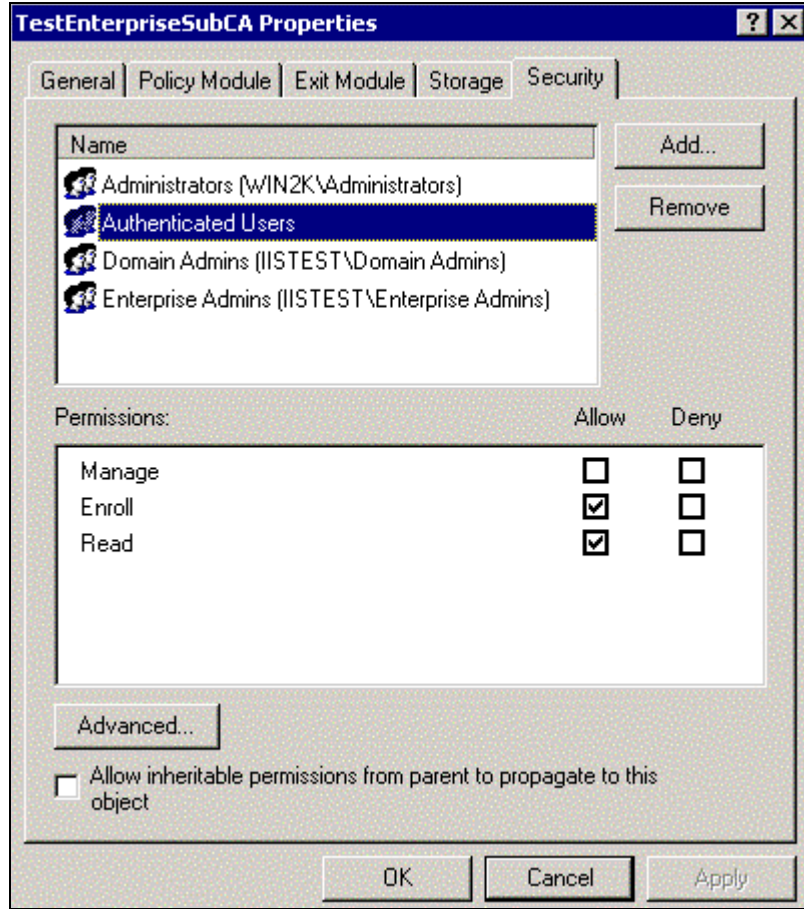 TestEnterpriseSubCA Properties
General Policy Module Exit Module Storage Security
Name
Administrators (WIN2K\Administrators)
Authenticated Users
Domain Admins (IISTEST\Domain Admins)
Enterprise Admins (IISTEST\Enterprise Admins)
Add...
Remove
Permissions: Allow Deny
Manage
Enroll
Read
Advanced...
Allow inheritable permissions from parent to propagate to this
object
OK Cancel Apply